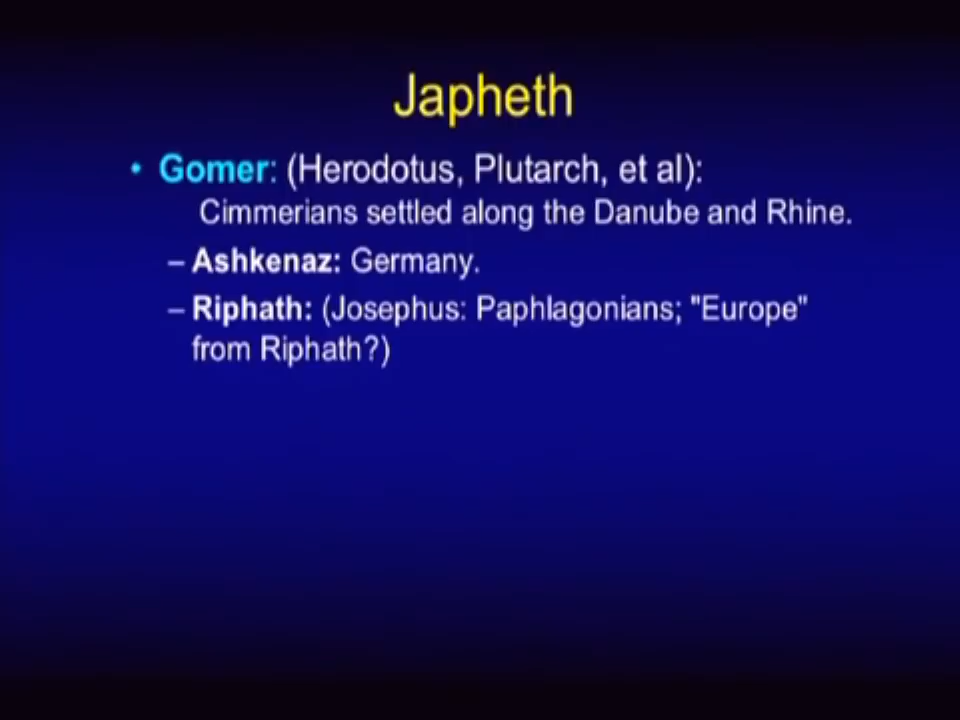 Japheth
• Gomer: (Herodotus, Plutarch, et al):
Cimmerians settled along the Danube and Rhine.
– Ashkenaz: Germany.
– Riphath: (Josephus: Paphlagonians; "Europe"
from Riphath?)